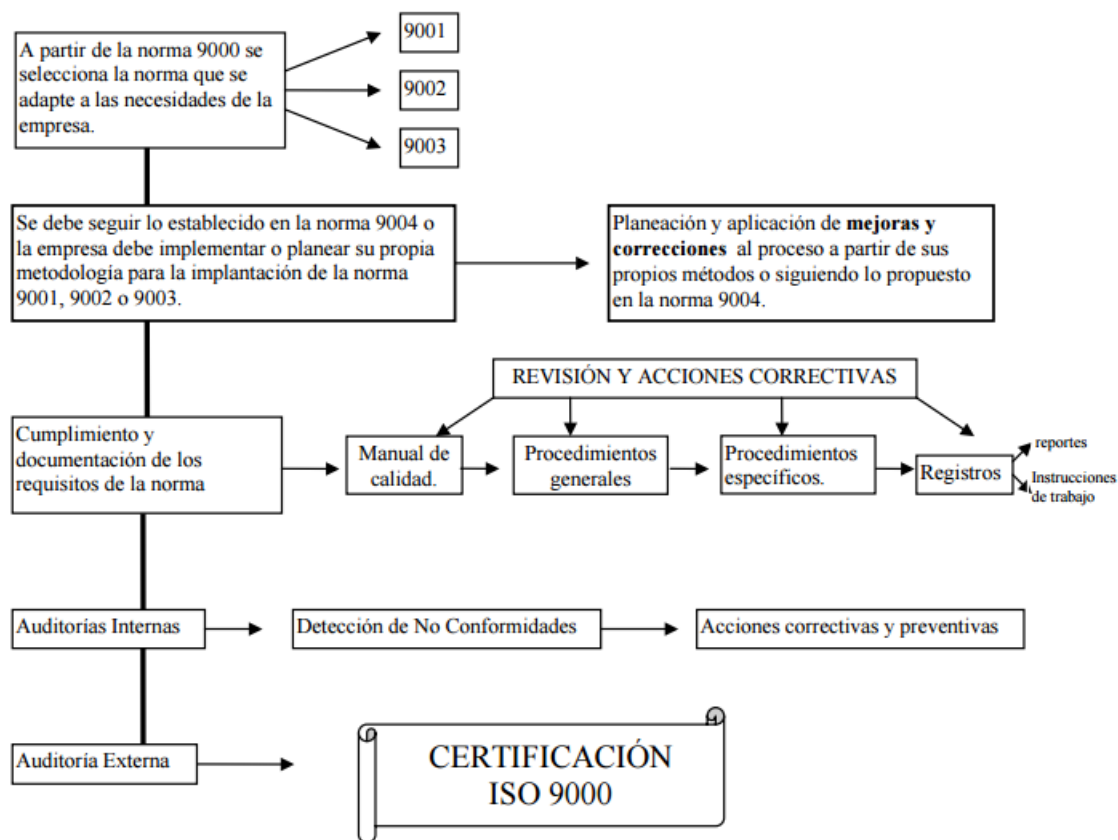 A partir de la norma 9000 se
selecciona la norma que se
adapte a las necesidades de la
empresa.
9001
9002
9003
Se debe seguir lo establecido en la norma 9004 o
la empresa debe implementar o planear su propia
metodología para la implantación de la norma
9001, 9002 o 9003.
Planeación y aplicación de mejoras y
correcciones al proceso a partir de sus
propios métodos o siguiendo lo propuesto
en la norma 9004.
REVISIÓN Y ACCIONES CORRECTIVAS
Cumplimiento y
documentación de los
requisitos de la norma
Manual de
calidad.
Procedimientos
generales
Procedimientos
específicos.
Registros
reportes
Instrucciones
de trabajo
Auditorías Internas
Detección de No Conformidades
Acciones correctivas y preventivas
Auditoría Externa
CERTIFICACIÓN
ISO 9000